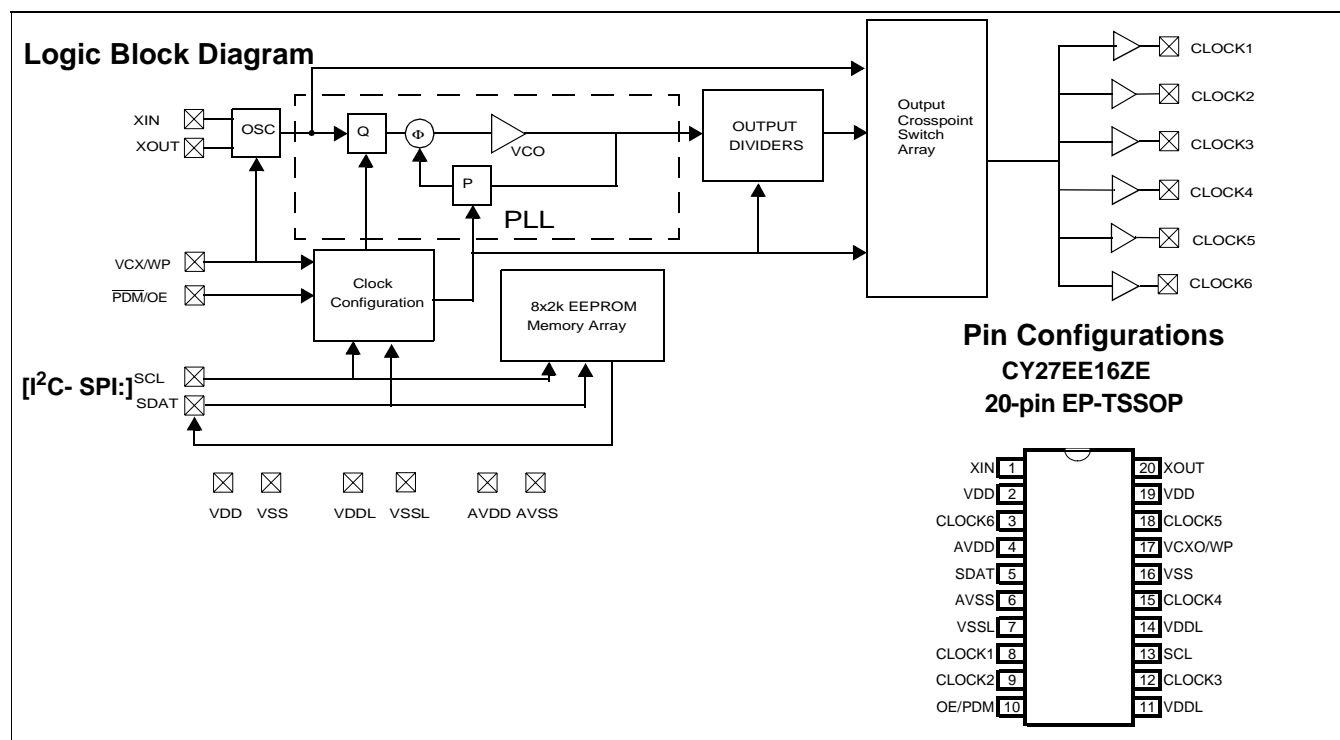 Logic Block Diagram
XIN
XOUT
OSC
Q
Φ
VCO
P
PLL
OUTPUT
DIVIDERS
Output
Crosspoint
Switch
Array
CLOCK1
CLOCK2
CLOCK3
CLOCK4
CLOCK5
CLOCK6
VCX/WP
PDM/OE
Clock
Configuration
8x2k EEPROM
Memory Array
[I²C- SPI:]
SCL
SDAT
VDD VSS VDDL VSSL AVDD AVSS
Pin Configurations
CY27EE16ZE
20-pin EP-TSSOP
XIN 1 20 XOUT
VDD 2 19 VDD
CLOCK6 3 18 CLOCK5
AVDD 4 17 VCXO/WP
SDAT 5 16 VSS
AVSS 6 15 CLOCK4
VSSL 7 14 VDDL
CLOCK1 8 13 SCL
CLOCK2 9 12 CLOCK3
OE/PDM 10 11 VDDL